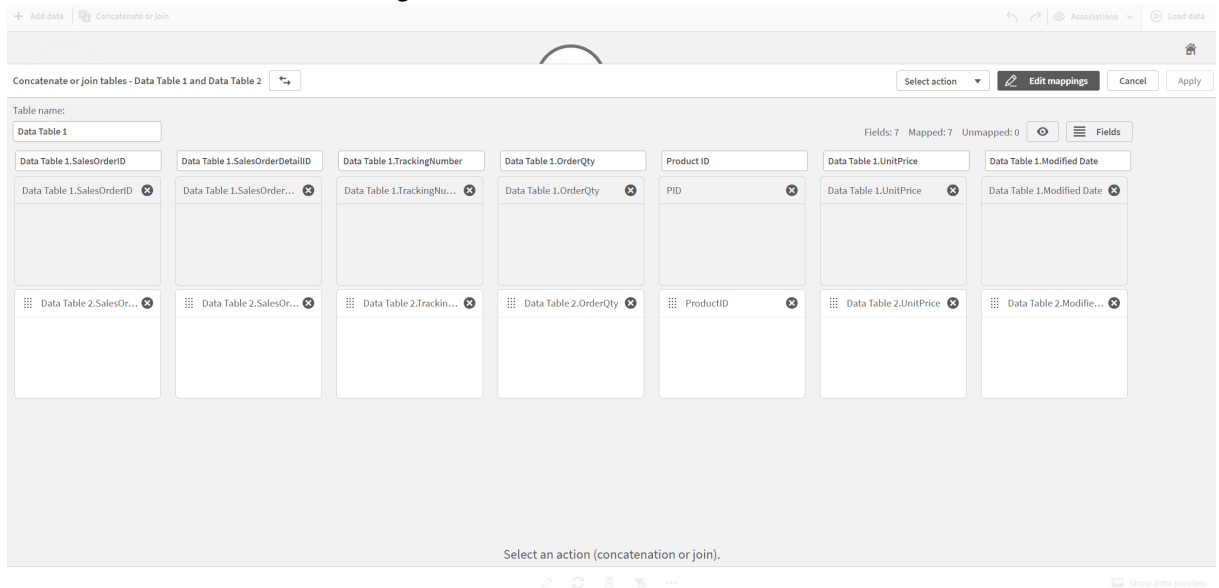 Add data Concatenate or join Associations Load data
Concatenate or join tables - Data Table 1 and Data Table 2 Select action Edit mappings Cancel Apply
Table name:
Data Table 1 Fields: 7 Mapped: 7 Unmapped: 0 Fields
Data Table 1.SalesOrderID Data Table 1.SalesOrderDetailID Data Table 1.TrackingNumber Data Table 1.OrderQty Product ID Data Table 1.UnitPrice Data Table 1.Modified Date
Data Table 1.SalesOrderID Data Table 1.SalesOrder... Data Table 1.TrackingNu... Data Table 1.OrderQty PID Data Table 1.UnitPrice Data Table 1.Modified Date
Data Table 2.SalesOr... Data Table 2.SalesOr... Data Table 2.Trackin... Data Table 2.OrderQty ProductID Data Table 2.UnitPrice Data Table 2.Modifie...
Select an action (concatenation or join).
Show data preview